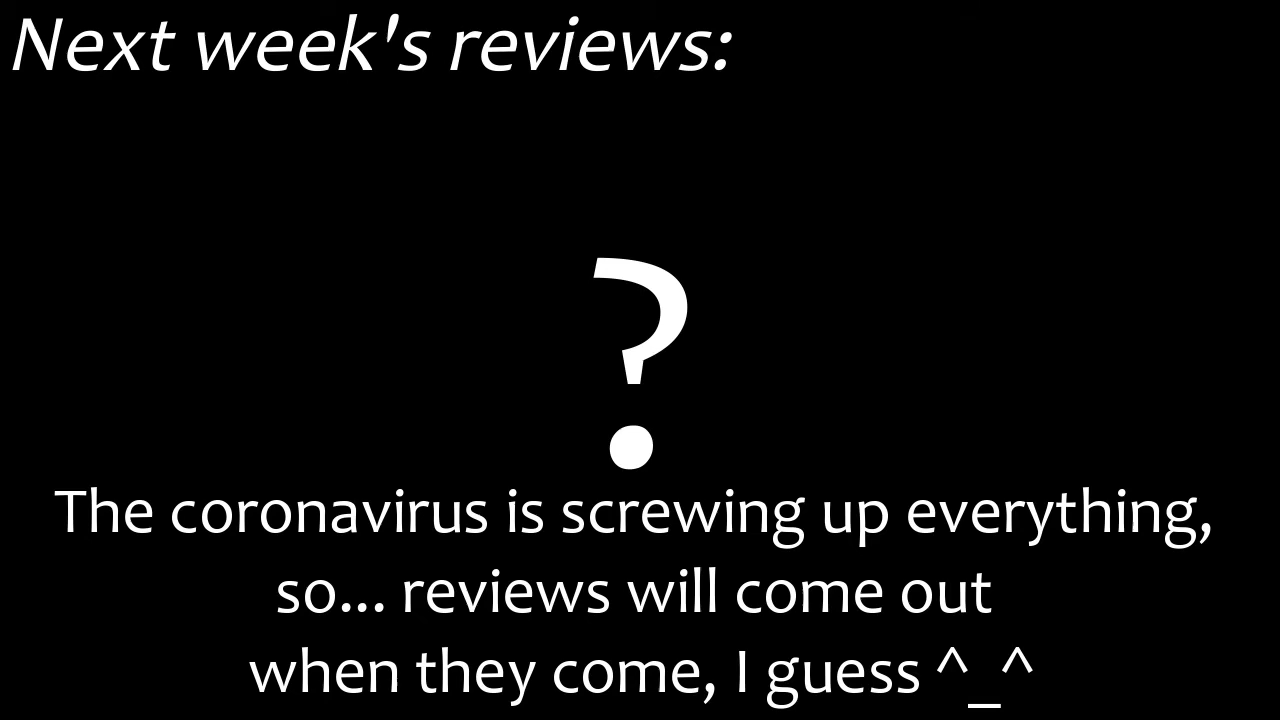 Next week's reviews:
?
The coronavirus is screwing up everything,
so... reviews will come out
when they come, I guess ^_^